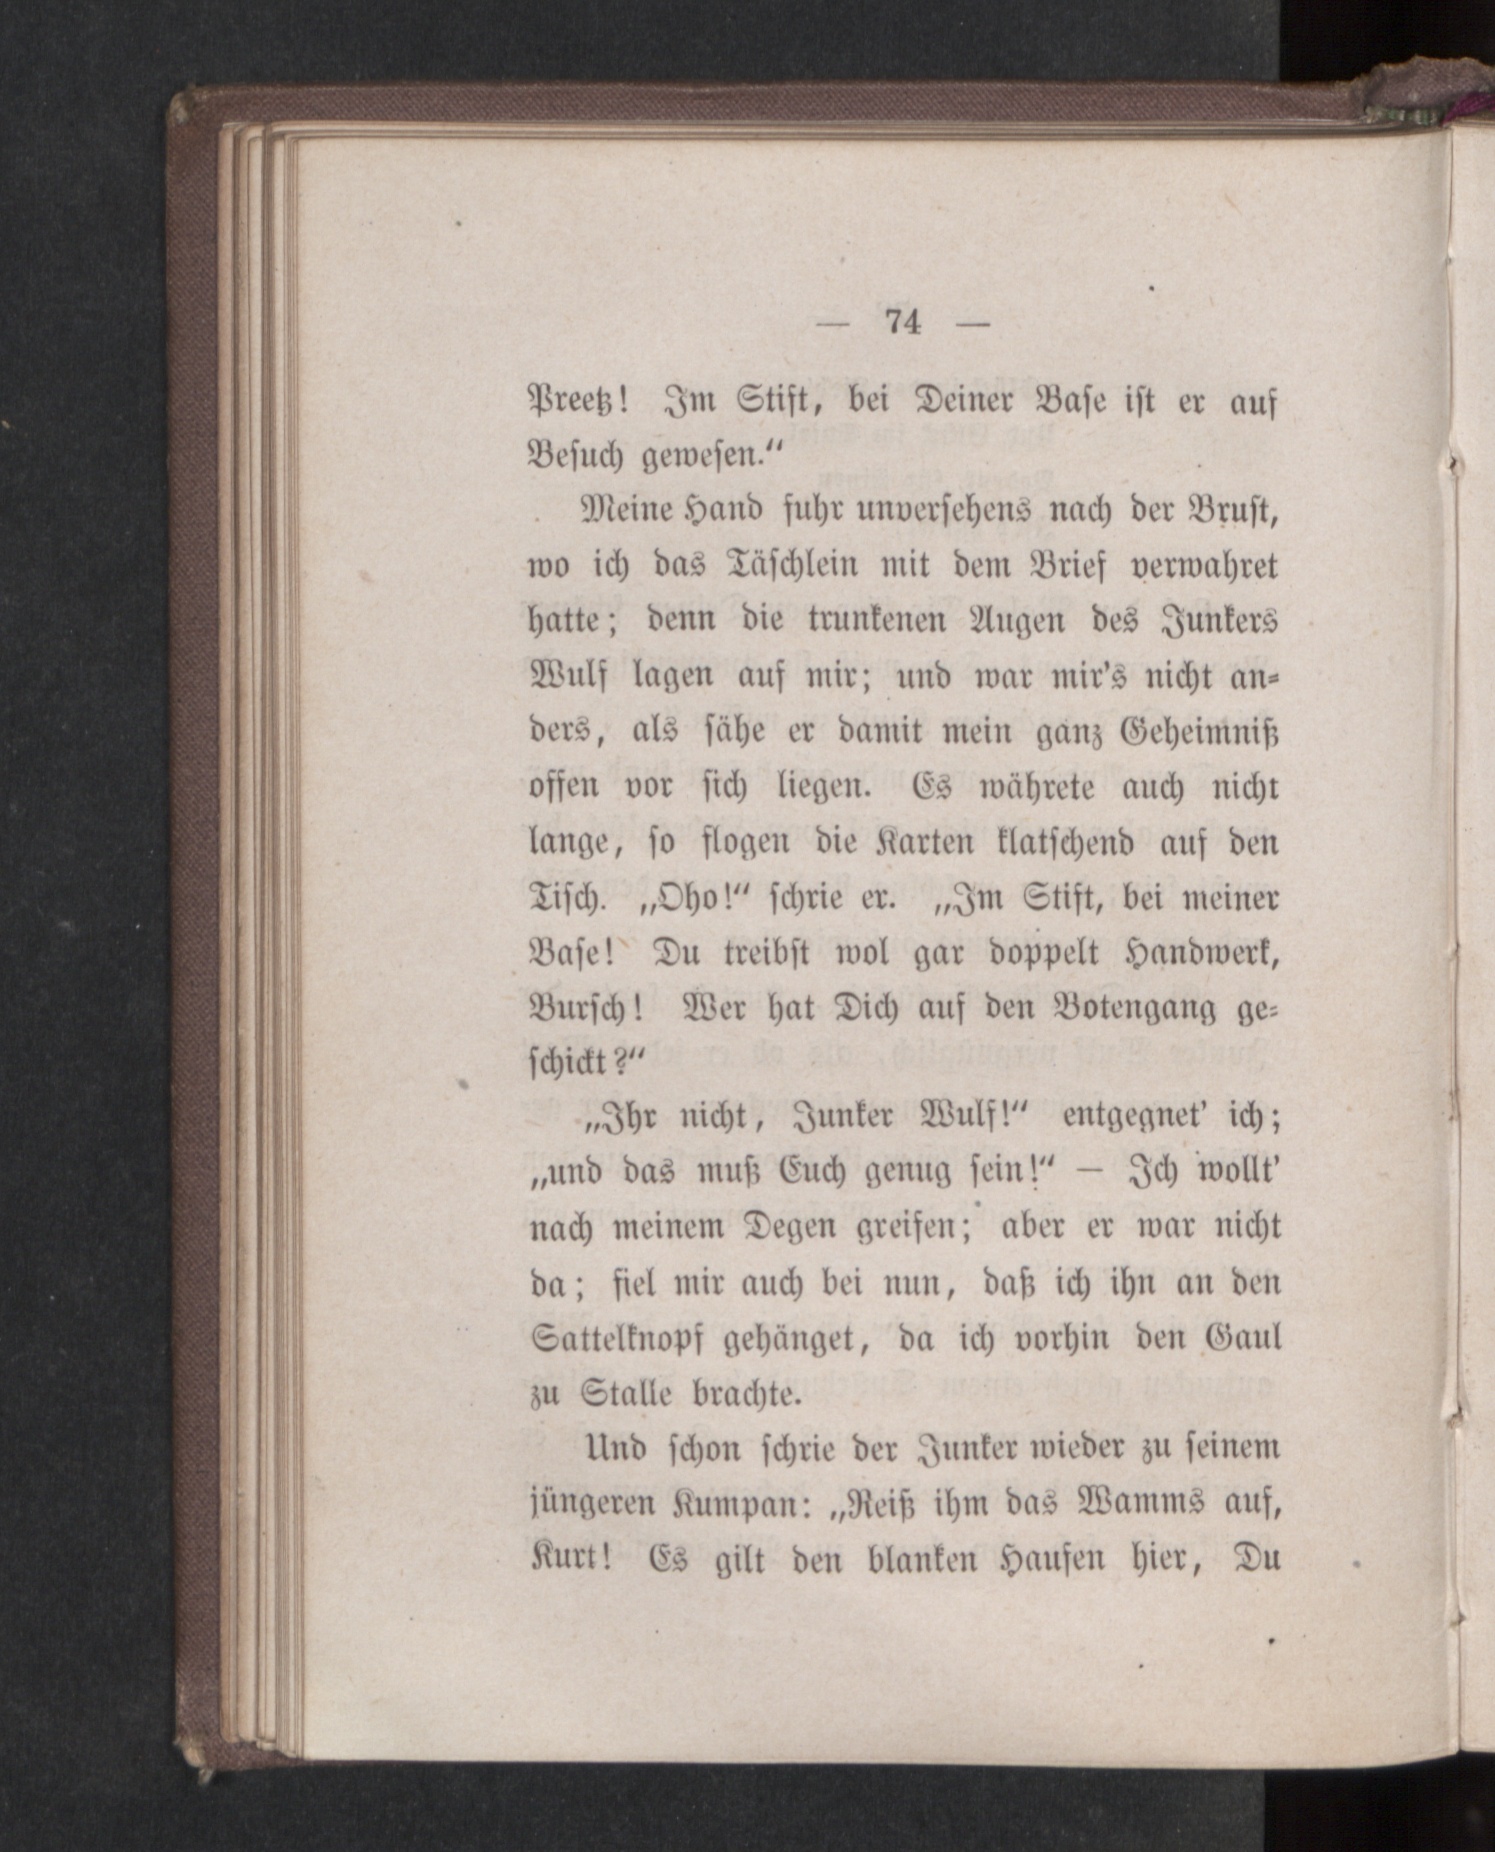 — 74 —
Preetz! Im Stift, bei Deiner Base ist er auf
Besuch gewesen.“
Meine Hand fuhr unversehens nach der Brust,
wo ich das Täschlein mit dem Brief verwahret
hatte; denn die trunkenen Augen des Junkers
Wulf lagen auf mir; und war mir's nicht an-
ders, als sähe er damit mein ganz Geheimniß
offen vor sich liegen. Es währete auch nicht
lange, so flogen die Karten klatschend auf den
Tisch. „Oho!“ schrie er. „Im Stift, bei meiner
Base! Du treibst wol gar doppelt Handwerk,
Bursch! Wer hat Dich auf den Botengang ge-
schickt?“
„Ihr nicht, Junker Wulf!“ entgegnet' ich;
„und das muß Euch genug sein!“ — Ich wollt'
nach meinem Degen greifen; aber er war nicht
da; fiel mir auch bei nun, daß ich ihn an den
Sattelknopf gehänget, da ich vorhin den Gaul
zu Stalle brachte.
Und schon schrie der Junker wieder zu seinem
jüngeren Kumpan: „Reiß ihm das Wamms auf,
Kurt! Es gilt den blanken Haufen hier, Du